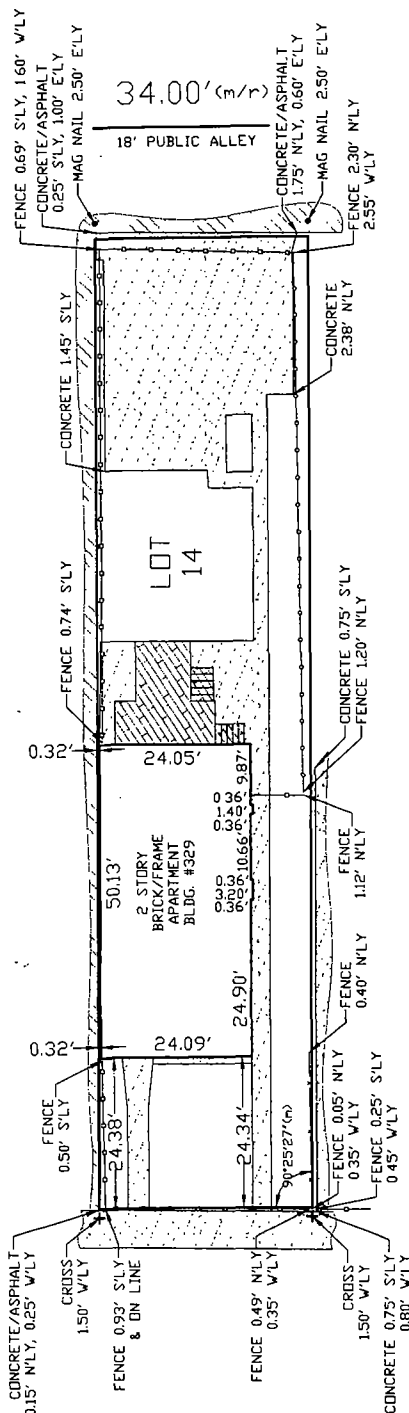 FENCE 0.69' S'LY, 1.60' W'LY
CONCRETE/ASPHALT
0.25' S'LY, 1.00' E'LY
MAG NAIL 2.50' E'LY
34.00'(m/r)
18' PUBLIC ALLEY
CONCRETE/ASPHALT
1.75' N'LY, 0.60' E'LY
MAG NAIL 2.50' E'LY
FENCE 2.30' N'LY
2.55' W'LY
CONCRETE 1.45' S'LY
CONCRETE
2.38' N'LY
LOT
14
FENCE 0.74' S'LY
CONCRETE 0.75' S'LY
FENCE 1.20' N'LY
0.32'
24.05'
9.87'
0.36'
1.40'
0.36'
10.66'
0.36'
3.20'
0.36'
24.90'
50.13'
2 STORY
BRICK/FRAME
APARTMENT
BLDG. #329
FENCE
1.12' N'LY
FENCE
0.40' N'LY
0.32'
24.09'
FENCE
0.50' S'LY
24.38'
24.34'
90°25'27"(m)
FENCE 0.05' N'LY
0.35' W'LY
FENCE 0.25' S'LY
0.45' W'LY
CONCRETE/ASPHALT
0.15' N'LY, 0.25' W'LY
CROSS
1.50' W'LY
FENCE 0.93' S'LY
& ON LINE
FENCE 0.49' N'LY
0.35' W'LY
CROSS
1.50' W'LY
CONCRETE 0.75' S'LY
0.80' W'LY